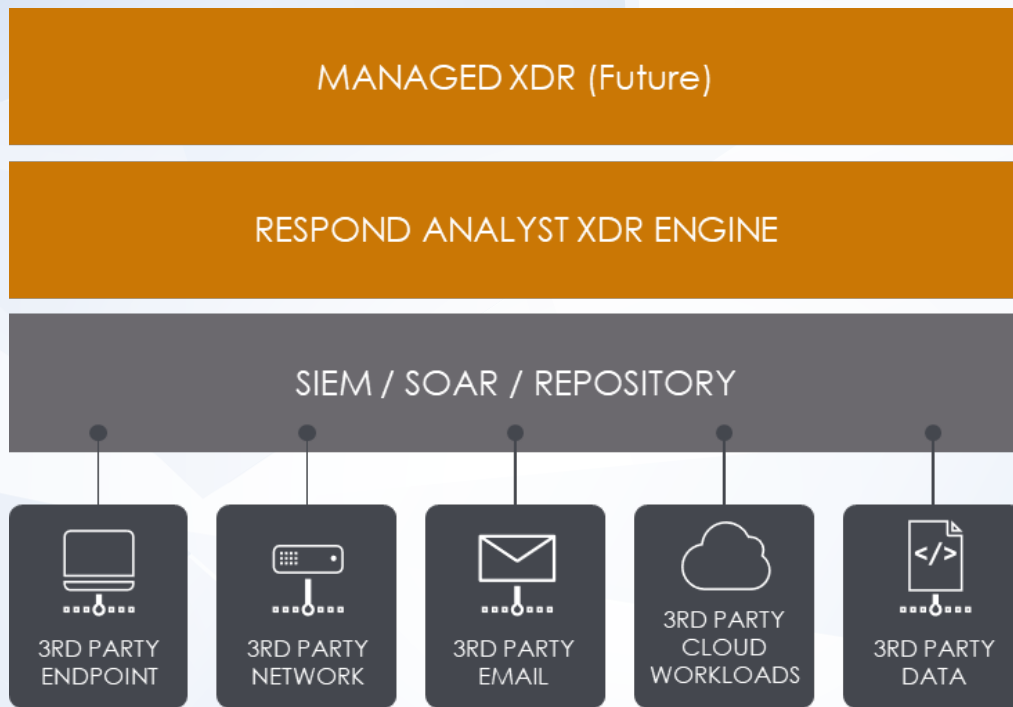 MANAGED XDR (Future)
RESPOND ANALYST XDR ENGINE
SIEM / SOAR / REPOSITORY
3RD PARTY
ENDPOINT
3RD PARTY
NETWORK
3RD PARTY
EMAIL
3RD PARTY
CLOUD
WORKLOADS
</>
3RD PARTY
DATA